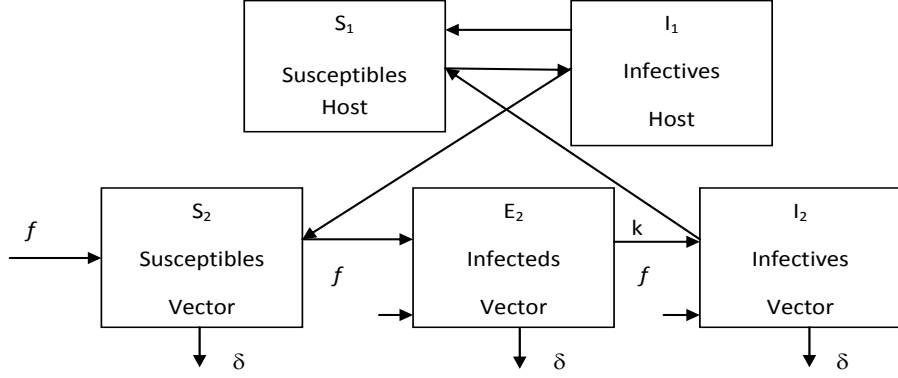 S₁
Susceptibles
Host
I₁
Infectives
Host
f
S₂
Susceptibles
Vector
f
E₂
Infecteds
Vector
k
f
I₂
Infectives
Vector
δ
δ
δ